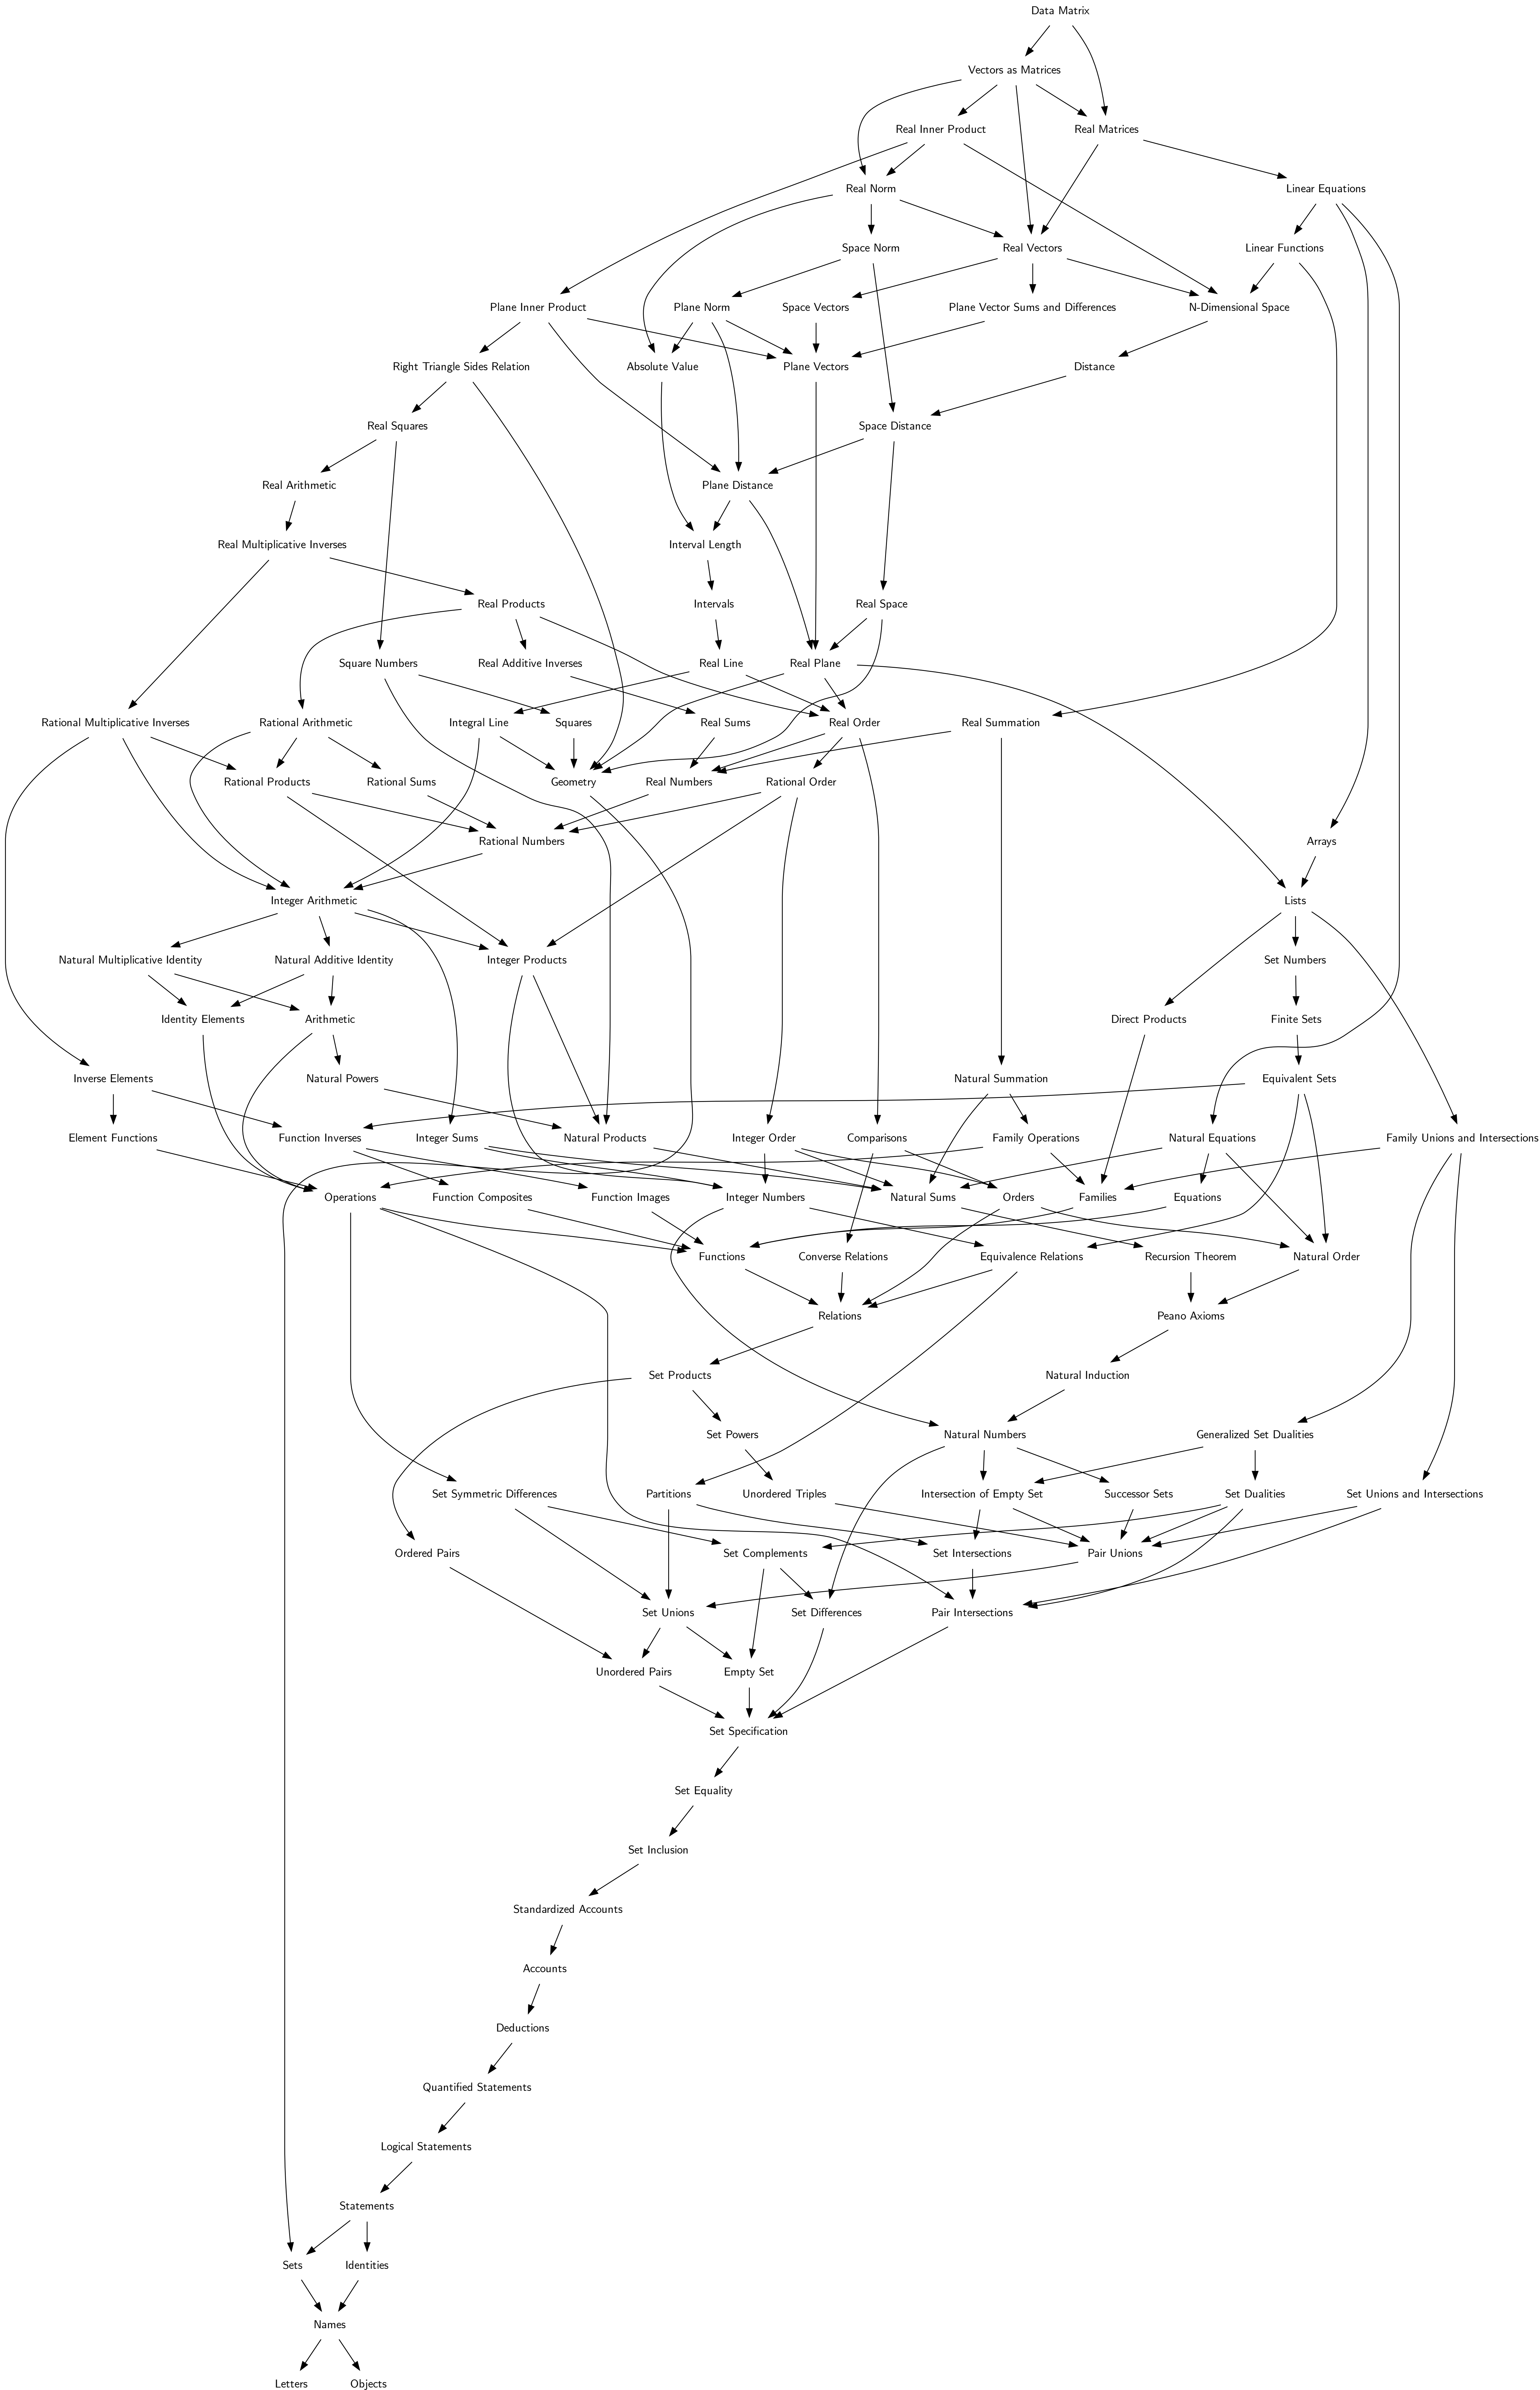 Data Matrix
Vectors as Matrices
Real Inner Product
Real Matrices
Real Norm
Linear Equations
Space Norm
Real Vectors
Linear Functions
Plane Inner Product
Plane Norm
Space Vectors
Plane Vector Sums and Differences
N-Dimensional Space
Right Triangle Sides Relation
Absolute Value
Plane Vectors
Distance
Real Squares
Space Distance
Real Arithmetic
Plane Distance
Real Multiplicative Inverses
Interval Length
Real Products
Intervals
Real Space
Square Numbers
Real Additive Inverses
Real Line
Real Plane
Rational Multiplicative Inverses
Rational Arithmetic
Integral Line
Squares
Real Sums
Real Order
Real Summation
Rational Products
Rational Sums
Geometry
Real Numbers
Rational Order
Rational Numbers
Arrays
Integer Arithmetic
Lists
Natural Multiplicative Identity
Natural Additive Identity
Integer Products
Set Numbers
Identity Elements
Arithmetic
Direct Products
Finite Sets
Inverse Elements
Natural Powers
Natural Summation
Equivalent Sets
Element Functions
Function Inverses
Integer Sums
Natural Products
Integer Order
Comparisons
Family Operations
Natural Equations
Family Unions and Intersections
Operations
Function Composites
Function Images
Integer Numbers
Natural Sums
Orders
Families
Equations
Functions
Converse Relations
Equivalence Relations
Recursion Theorem
Natural Order
Relations
Peano Axioms
Set Products
Natural Induction
Set Powers
Natural Numbers
Generalized Set Dualities
Set Symmetric Differences
Partitions
Unordered Triples
Intersection of Empty Set
Successor Sets
Set Dualities
Set Unions and Intersections
Ordered Pairs
Set Complements
Set Intersections
Pair Unions
Set Unions
Set Differences
Pair Intersections
Unordered Pairs
Empty Set
Set Specification
Set Equality
Set Inclusion
Standardized Accounts
Accounts
Deductions
Quantified Statements
Logical Statements
Statements
Sets
Identities
Names
Letters
Objects